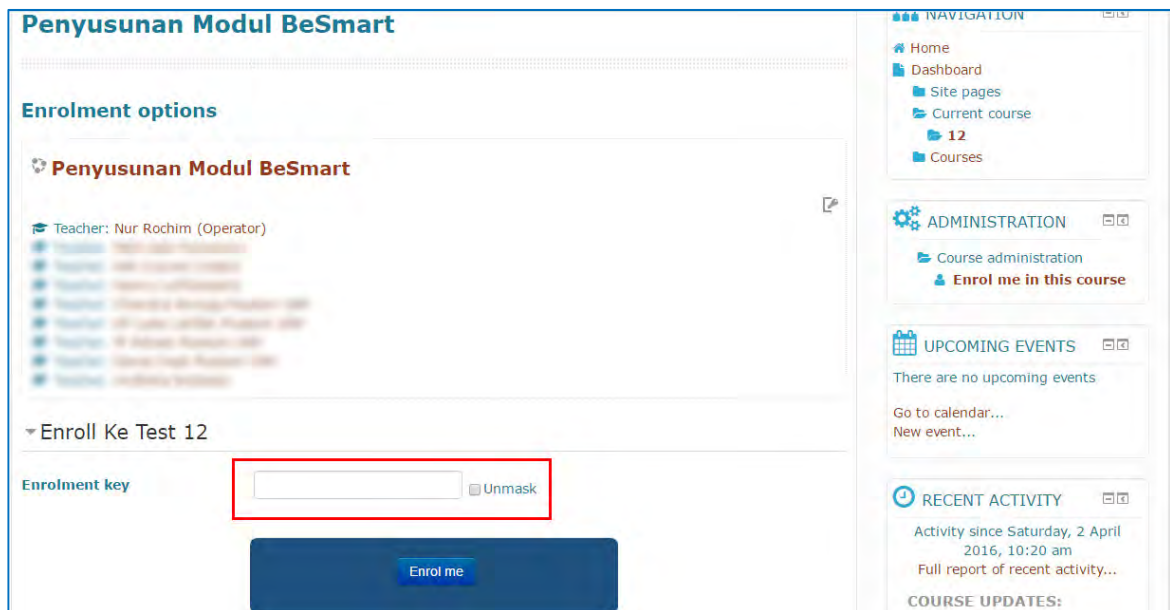 Penyusunan Modul BeSmart
Enrolment options
Penyusunan Modul BeSmart
Teacher: Nur Rochim (Operator)
Enroll Ke Test 12
Enrolment key
Unmask
Enrol me
NAVIGATION
Home
Dashboard
Site pages
Current course
12
Courses
ADMINISTRATION
Course administration
Enrol me in this course
UPCOMING EVENTS
There are no upcoming events
Go to calendar...
New event...
RECENT ACTIVITY
Activity since Saturday, 2 April
2016, 10:20 am
Full report of recent activity...
COURSE UPDATES: